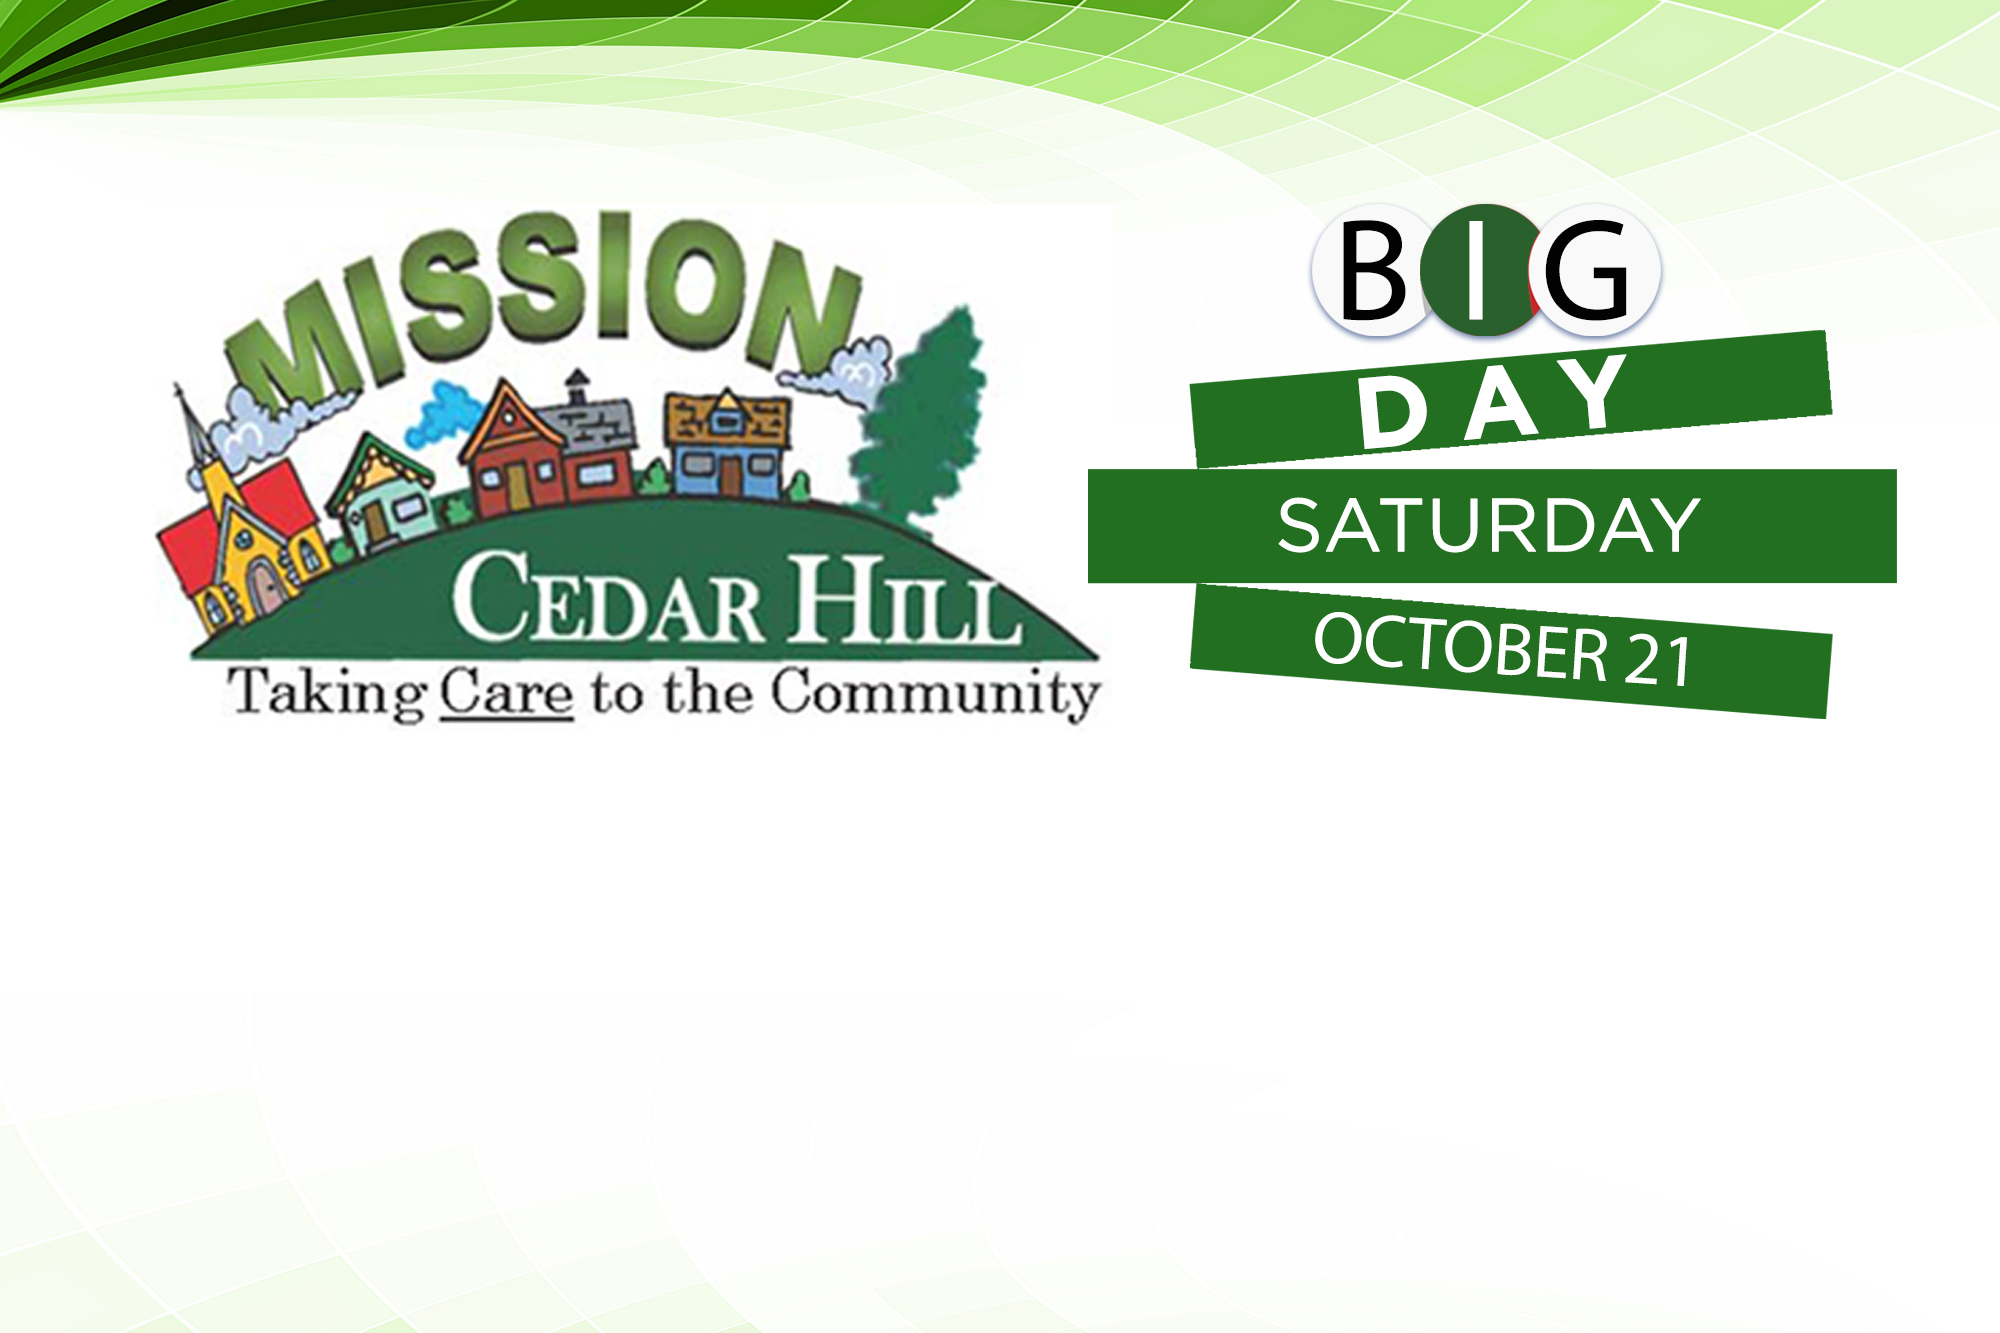 MISSION
CEDAR HILL
Taking Care to the Community
BIG
DAY
SATURDAY
OCTOBER 21